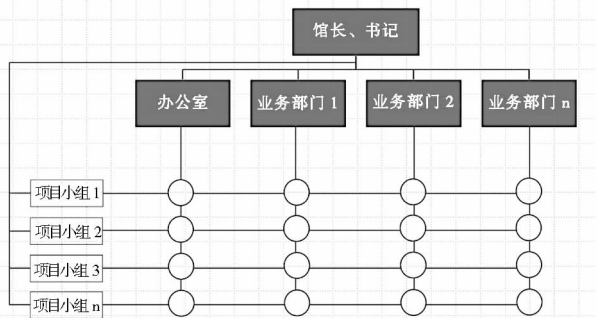 馆长、书记
办公室
业务部门 1
业务部门 2
业务部门 n
项目小组 1
项目小组 2
项目小组 3
项目小组 n